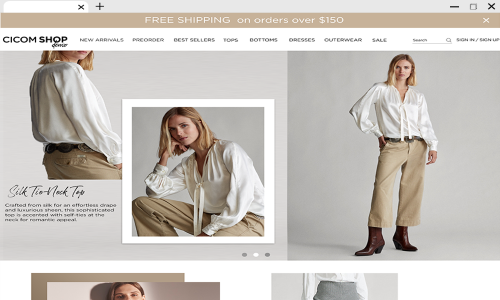 FREE SHIPPING on orders over $150
CICOM SHOP
demo
NEW ARRIVALS PREORDER BEST SELLERS TOPS BOTTOMS DRESSES OUTERWEAR SALE
Search
SIGN IN / SIGN UP
Silk Tie-Neck Top
Crafted from silk for an effortless drape
and luxurious sheen, this sophisticated
top is accented with self-ties at the
neck for romantic appeal.